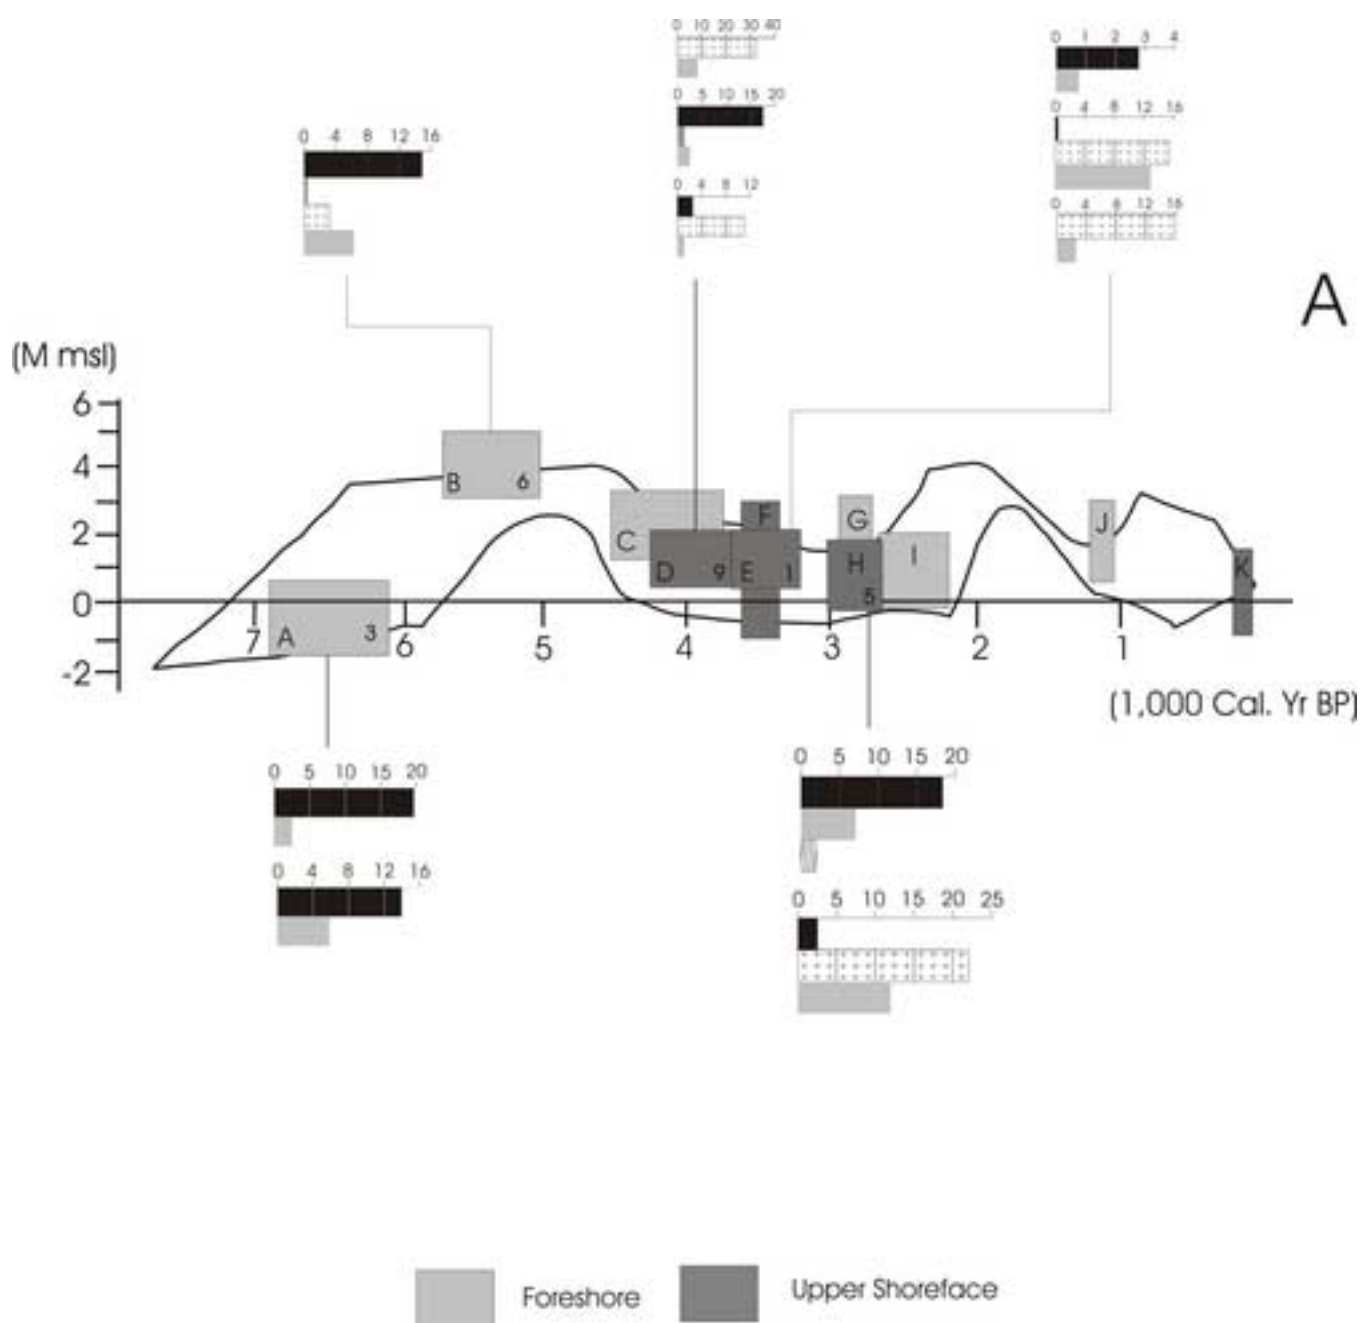 0 10 20 30 40
0 1 2 3 4
0 5 10 15 20
0 4 8 12 16
0 4 8 12 16
0 4 8 12
0 4 8 12 16
A
(M msl)
6
4
2
0
-2
B 6
C
D 9
E 1
F
G
H 5
I
J
K
A 3
7 6 5 4 3 2 1
(1,000 Cal. Yr BP)
0 5 10 15 20
0 5 10 15 20
0 4 8 12 16
0 5 10 15 20 25
Foreshore
Upper Shoreface